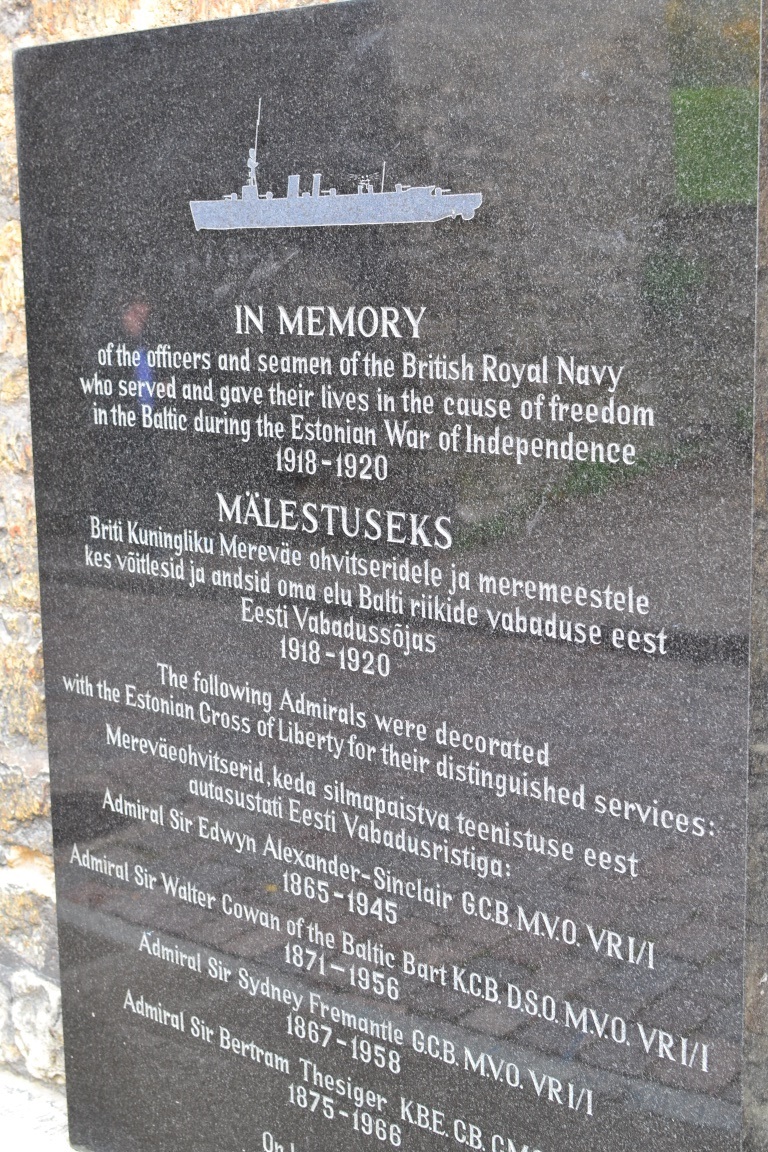 IN MEMORY
of the officers and seamen of the British Royal Navy
who served and gave their lives in the cause of freedom
in the Baltic during the Estonian War of Independence
1918-1920
MÄLESTUSEKS
Briti Kuningliku Mereväe ohvitseridele ja meremeestele
kes võitlesid ja andsid oma elu Balti riikide vabaduse eest
Eesti Vabadussõjas
1918-1920
The following Admirals were decorated
with the Estonian Cross of Liberty for their distinguished services:
Mereväeohvitserid, keda silmapaistva teenistuse eest
autasustati Eesti Vabadusristiga:
Admiral Sir Edwyn Alexander-Sinclair G.C.B. M.V.O. VR I/I
1865-1945
Admiral Sir Walter Cowan of the Baltic Bart K.C.B. D.S.O. M.V.O. VR I/I
1871-1956
Admiral Sir Sydney Fremantle G.C.B. M.V.O. VR I/I
1867-1958
Admiral Sir Bertram Thesiger K.B.E. C.B.
1875-1966